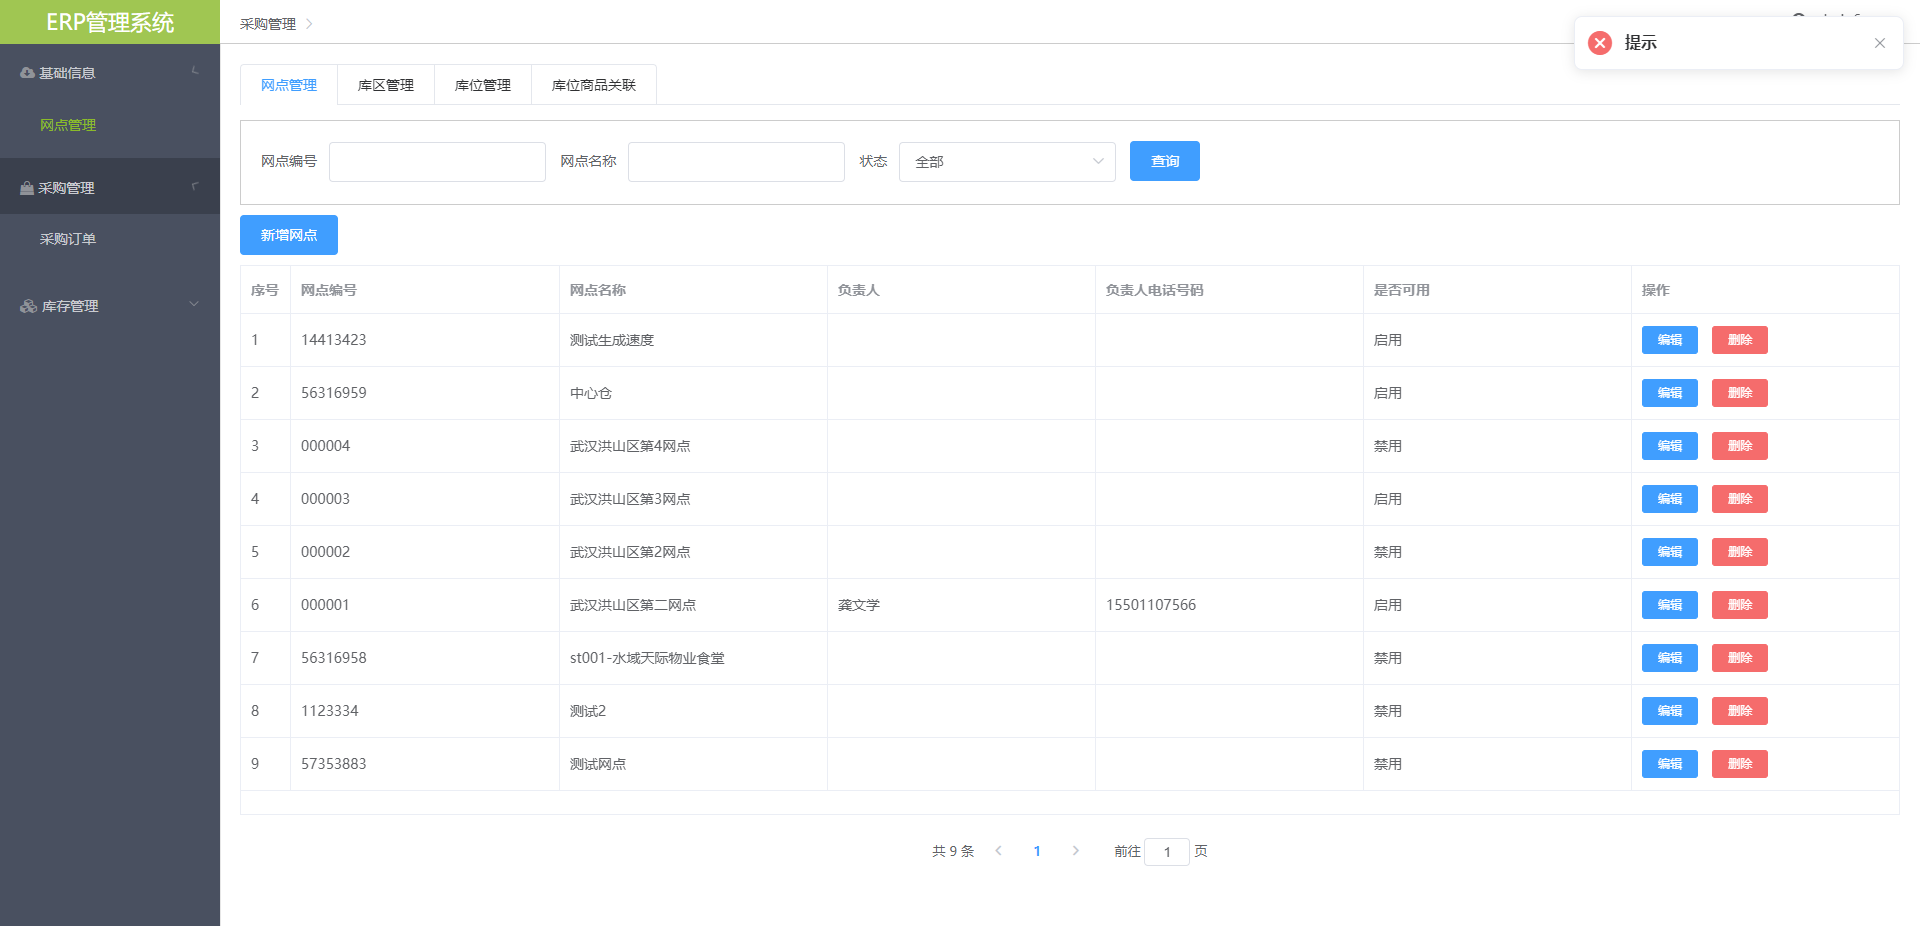 ERP管理系统
采购管理
提示
基础信息
网点管理
采购管理
采购订单
库存管理
网点管理 库区管理 库位管理 库位商品关联
网点编号 网点名称 状态 全部 查询
新增网点
序号 网点编号 网点名称 负责人 负责人电话号码 是否可用 操作
1 14413423 测试生成速度 启用 编辑 删除
2 56316959 中心仓 启用 编辑 删除
3 000004 武汉洪山区第4网点 禁用 编辑 删除
4 000003 武汉洪山区第3网点 启用 编辑 删除
5 000002 武汉洪山区第2网点 禁用 编辑 删除
6 000001 武汉洪山区第二网点 龚文学 15501107566 启用 编辑 删除
7 56316958 st001-水域天际物业食堂 禁用 编辑 删除
8 1123334 测试2 禁用 编辑 删除
9 57353883 测试网点 禁用 编辑 删除
共 9 条 1 前往 1 页